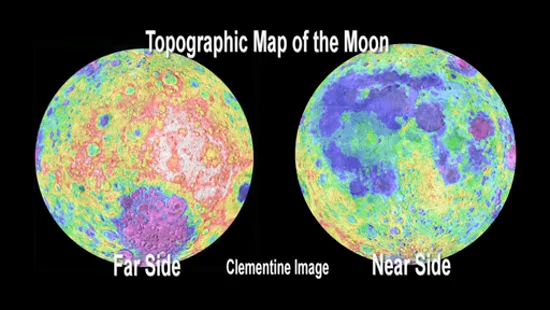 Topographic Map of the Moon
Far Side
Clementine Image
Near Side